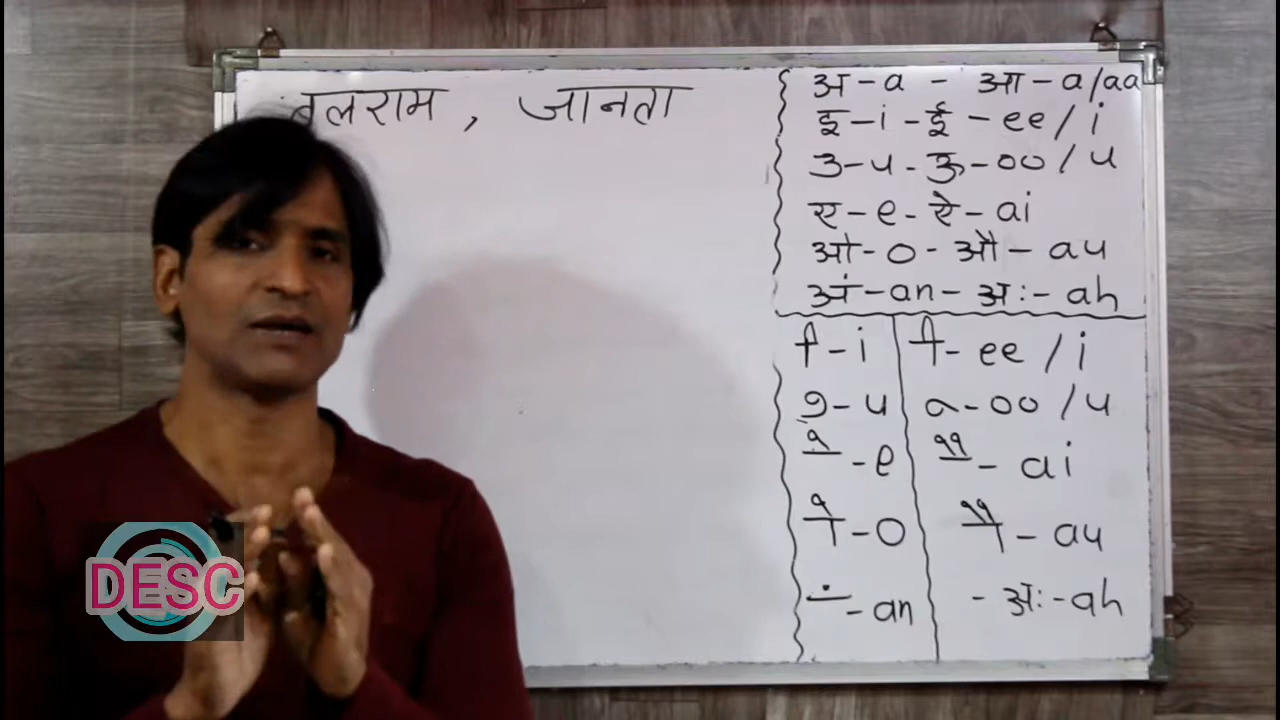 बलराम , जानता
अ-a - आ-a/aa
इ-i-ई-ee/i
उ-u-ऊ-oo/u
ए-e-ऐ-ai
ओ-o-औ-au
अं-an-अः-ah
ि-i ी-ee/i
ु-u ू-oo/u
े-e ै-ai
ो-o ौ-au
ं-an -अः-ah
DESC